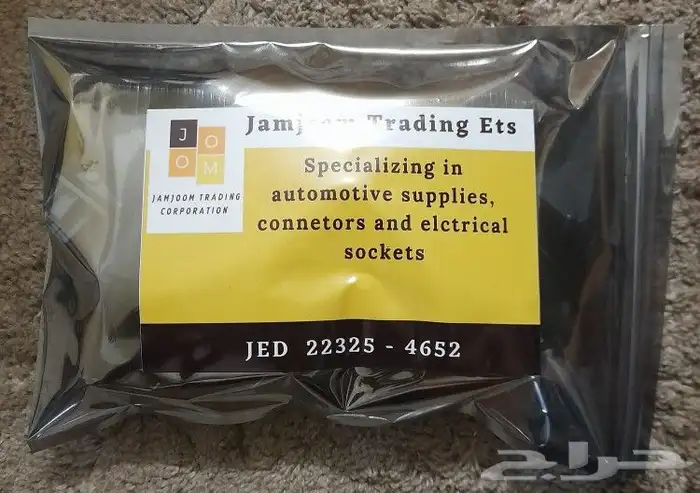 Jamjoom Trading Ets
J O
O M
JAMJOOM TRADING
CORPORATION
Specializing in
automotive supplies,
connetors and elctrical
sockets
JED 22325 - 4652
حراج